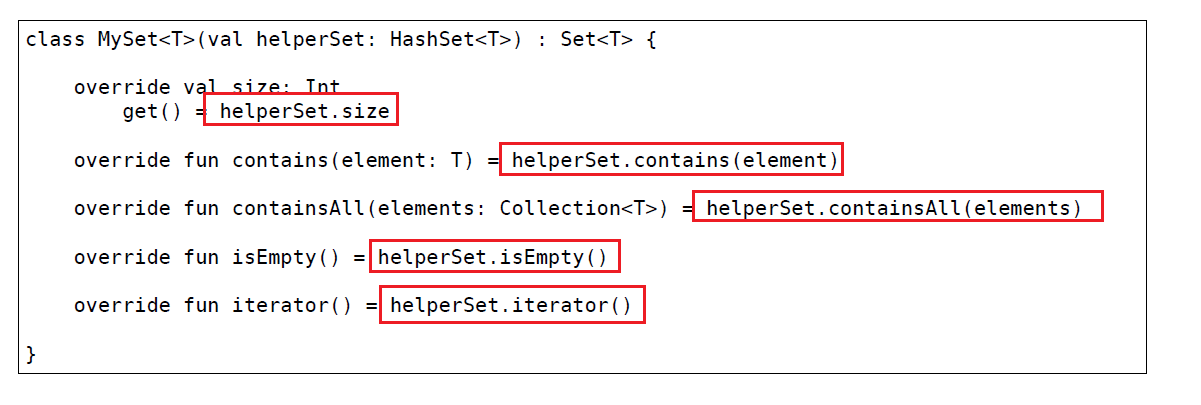 class MySet<T>(val helperSet: HashSet<T>) : Set<T> {
override val size: Int
get() = helperSet.size
override fun contains(element: T) = helperSet.contains(element)
override fun containsAll(elements: Collection<T>) = helperSet.containsAll(elements)
override fun isEmpty() = helperSet.isEmpty()
override fun iterator() = helperSet.iterator()
}